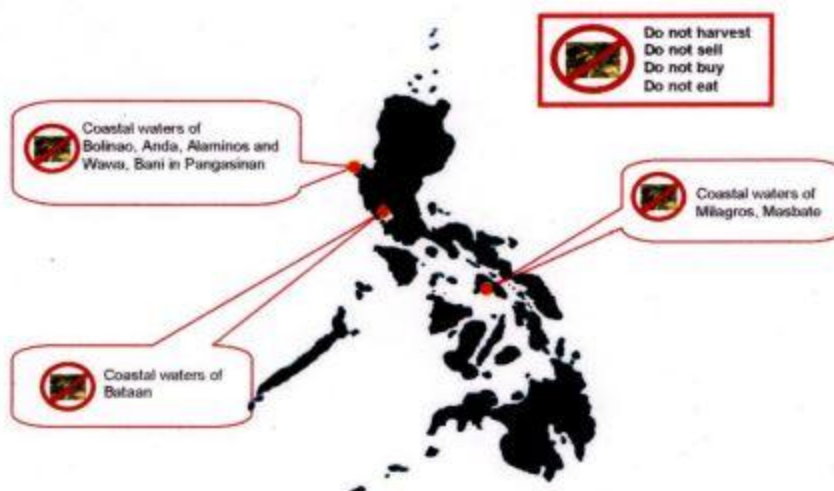 Do not harvest
Do not sell
Do not buy
Do not eat
Coastal waters of
Bolinao, Anda, Alaminos and
Wawa, Bani in Pangasinan
Coastal waters of
Milagros, Masbate
Coastal waters of
Bataan